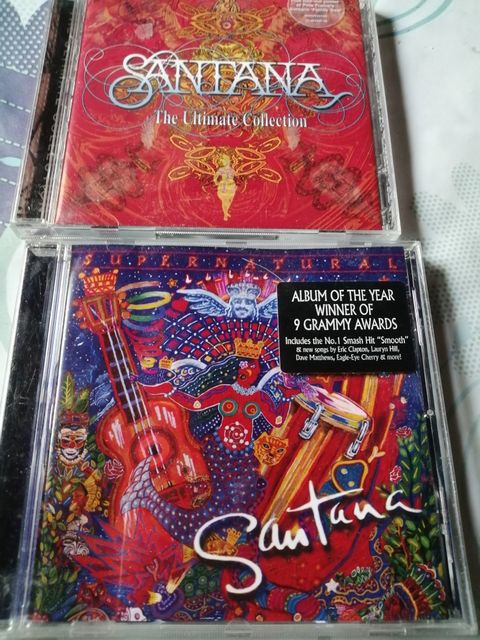 SANTANA
The Ultimate Collection
SUPERNATURAL
ALBUM OF THE YEAR
WINNER OF
9 GRAMMY AWARDS
Includes the No.1 Smash Hit "Smooth"
& new songs by Eric Clapton, Lauryn Hill,
Dave Matthews, Eagle-Eye Cherry & more!
Santana